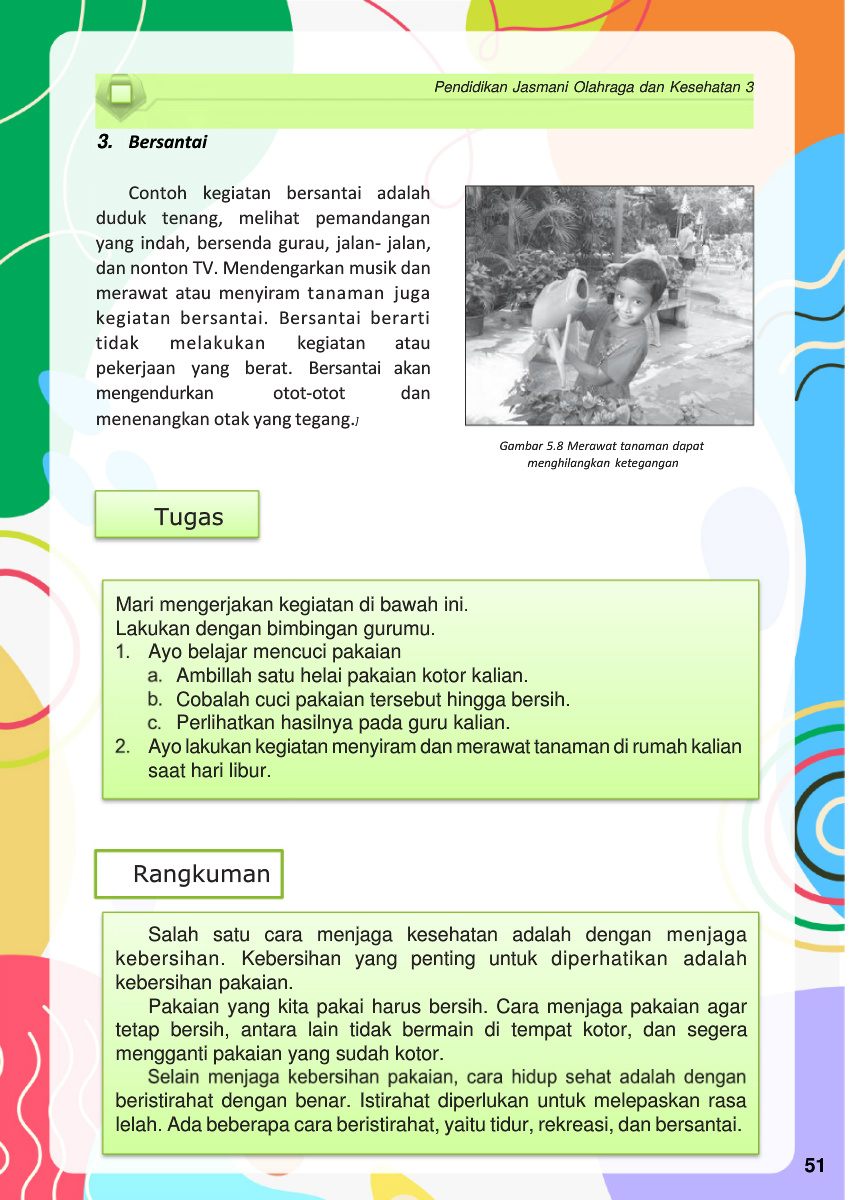 Pendidikan Jasmani Olahraga dan Kesehatan 3
3. Bersantai
Contoh kegiatan bersantai adalah
duduk tenang, melihat pemandangan
yang indah, bersenda gurau, jalan- jalan,
dan nonton TV. Mendengarkan musik dan
merawat atau menyiram tanaman juga
kegiatan bersantai. Bersantai berarti
tidak melakukan kegiatan atau
pekerjaan yang berat. Bersantai akan
mengendurkan otot-otot dan
menenangkan otak yang tegang.]
Gambar 5.8 Merawat tanaman dapat
menghilangkan ketegangan
Tugas
Mari mengerjakan kegiatan di bawah ini.
Lakukan dengan bimbingan gurumu.
1. Ayo belajar mencuci pakaian
a. Ambillah satu helai pakaian kotor kalian.
b. Cobalah cuci pakaian tersebut hingga bersih.
c. Perlihatkan hasilnya pada guru kalian.
2. Ayo lakukan kegiatan menyiram dan merawat tanaman di rumah kalian
saat hari libur.
Rangkuman
Salah satu cara menjaga kesehatan adalah dengan menjaga
kebersihan. Kebersihan yang penting untuk diperhatikan adalah
kebersihan pakaian.
Pakaian yang kita pakai harus bersih. Cara menjaga pakaian agar
tetap bersih, antara lain tidak bermain di tempat kotor, dan segera
mengganti pakaian yang sudah kotor.
Selain menjaga kebersihan pakaian, cara hidup sehat adalah dengan
beristirahat dengan benar. Istirahat diperlukan untuk melepaskan rasa
lelah. Ada beberapa cara beristirahat, yaitu tidur, rekreasi, dan bersantai.
51